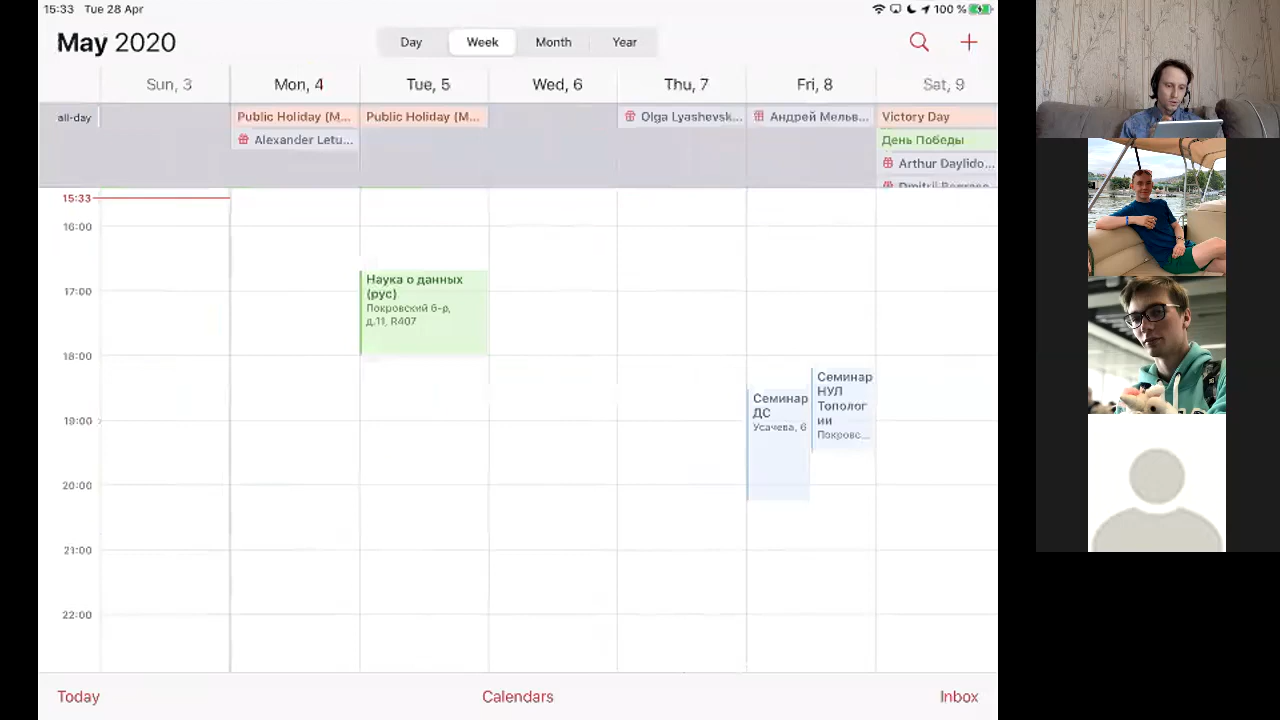 15:33 Tue 28 Apr
100 %
May 2020
Day Week Month Year
Sun, 3 Mon, 4 Tue, 5 Wed, 6 Thu, 7 Fri, 8 Sat, 9
all-day
Public Holiday (M...
Public Holiday (M...
Olga Lyashevsk...
Андрей Мельв...
Victory Day
Alexander Letu...
День Победы
Arthur Daylido...
15:33
16:00
17:00
18:00
19:00
20:00
21:00
22:00
Наука о данных
(рус)
Покровский б-р,
д.11, R407
Семинар
ДС
Усачева, 6
Семинар
НУЛ
Тополог
ии
Покровс...
Today Calendars Inbox